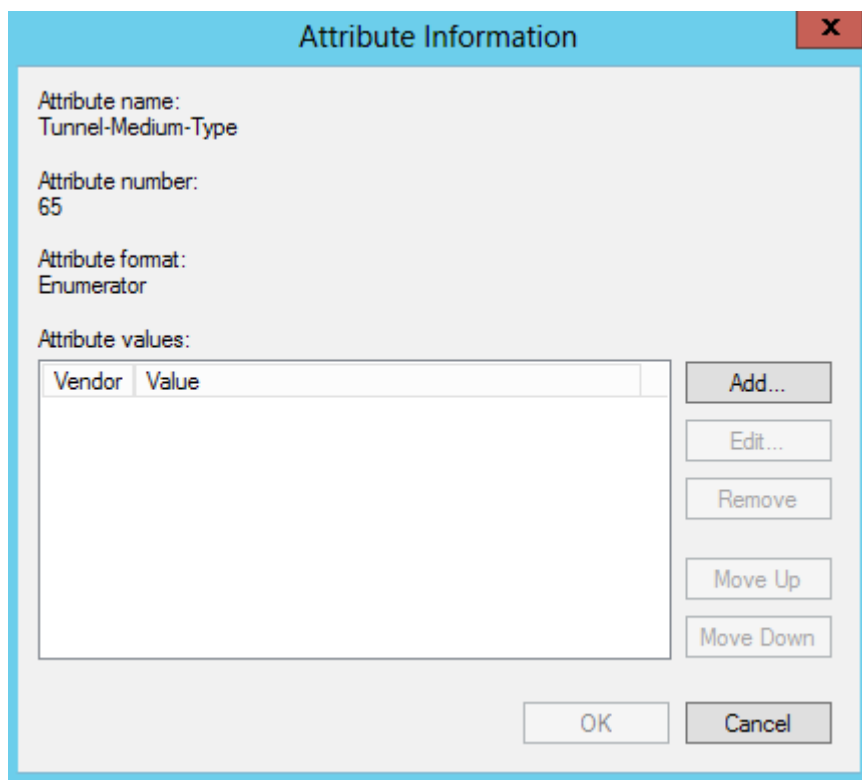 Attribute Information
x
Attribute name:
Tunnel-Medium-Type
Attribute number:
65
Attribute format:
Enumerator
Attribute values:
Vendor Value
Add...
Edit...
Remove
Move Up
Move Down
OK Cancel